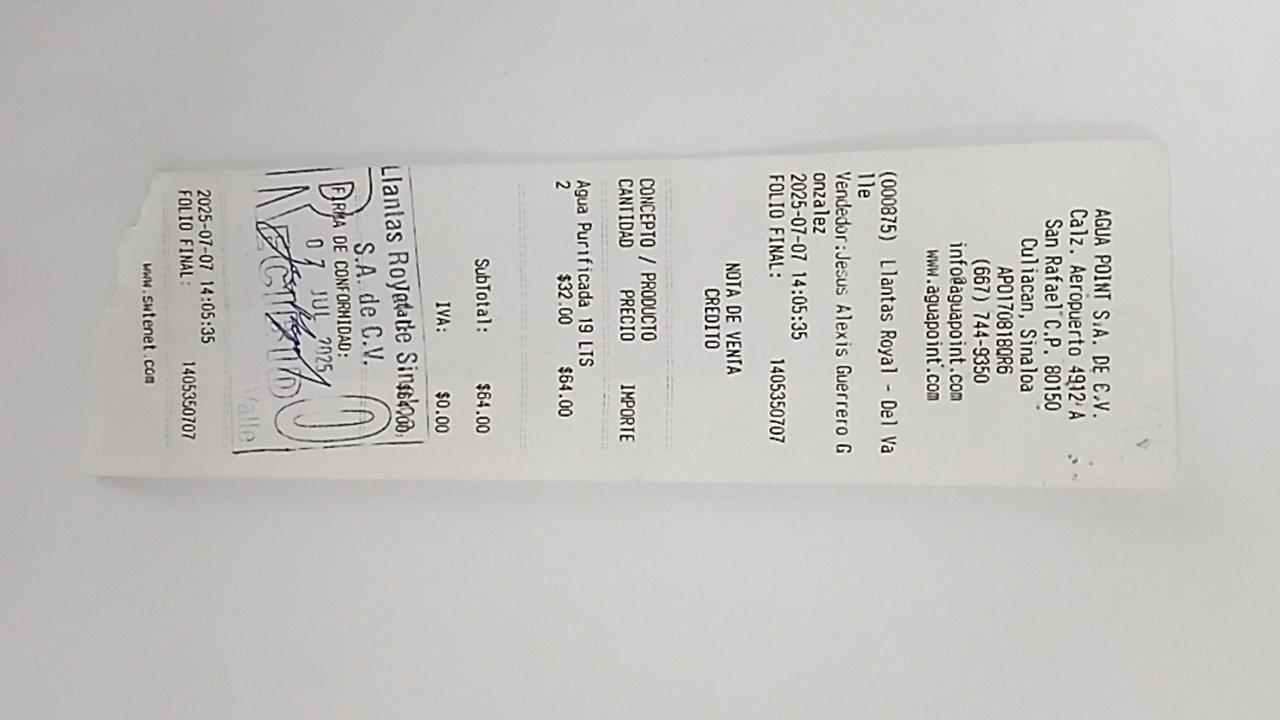 AGUA POINT S.A. DE C.V.
Calz. Aeropuerto 4912 A
San Rafael C.P. 80150
Culiacán, Sinaloa
APO170818QR6
(667) 744-9350
info@aguapoint.com
www.aguapoint.com
(000875) Llantas Royal - Del Va
lle
Vendedor:Jesus Alexis Guerrero G
onzalez
2025-07-07 14:05:35
FOLIO FINAL: 1405350707
NOTA DE VENTA
CREDITO
CONCEPTO / PRODUCTO
CANTIDAD PRECIO IMPORTE
Agua Purificada 19 LTS
2 $32.00 $64.00
SubTotal: $64.00
IVA: $0.00
Llantas Royal de Sinaloa,
S.A. de C.V.
FIRMA DE CONFORMIDAD:
07 JUL 2025
Valle
2025-07-07 14:05:35
FOLIO FINAL: 1405350707
www.swtenet.com